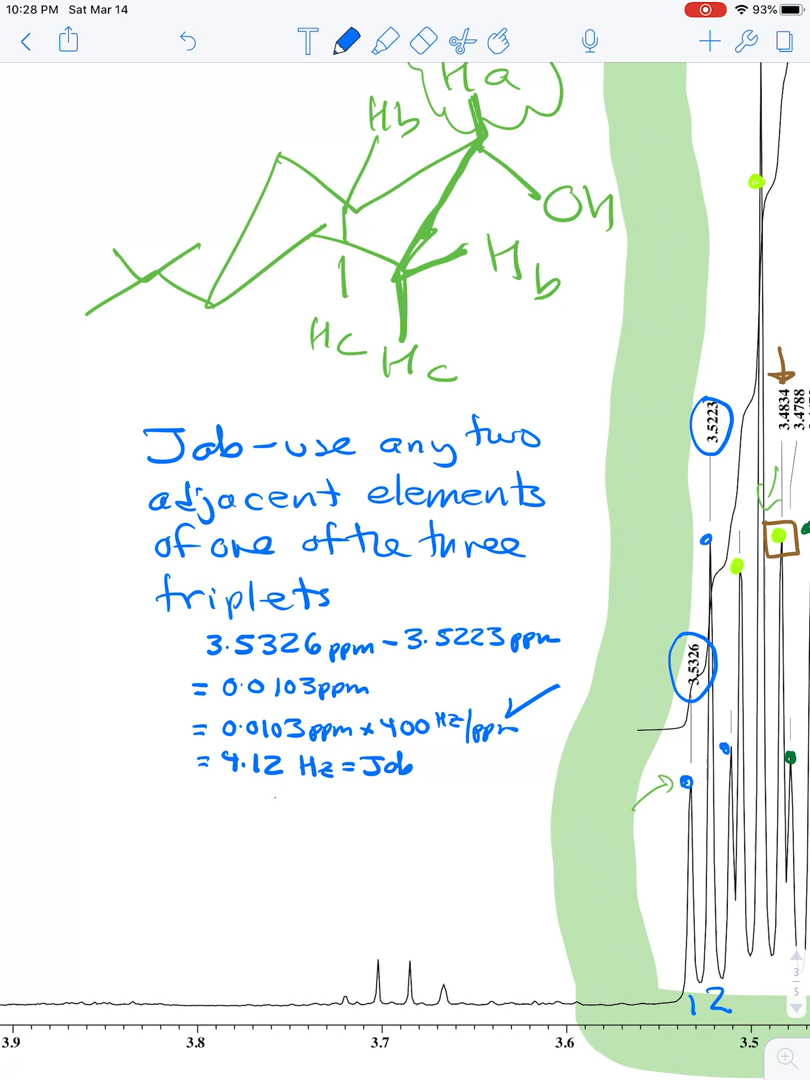 10:28 PM Sat Mar 14
93%
T
Ha
Hb
OH
Hb
Hc Hc
3.5223
3.4834
3.4788
3.5326
Jab-use any two
adjacent elements
of one of the three
triplets
3.5326 ppm - 3.5223 ppm
= 0.0103 ppm
= 0.0103 ppm x 400 Hz/ppm
= 4.12 Hz = Jab
1 2
3
5
3.9 3.8 3.7 3.6 3.5